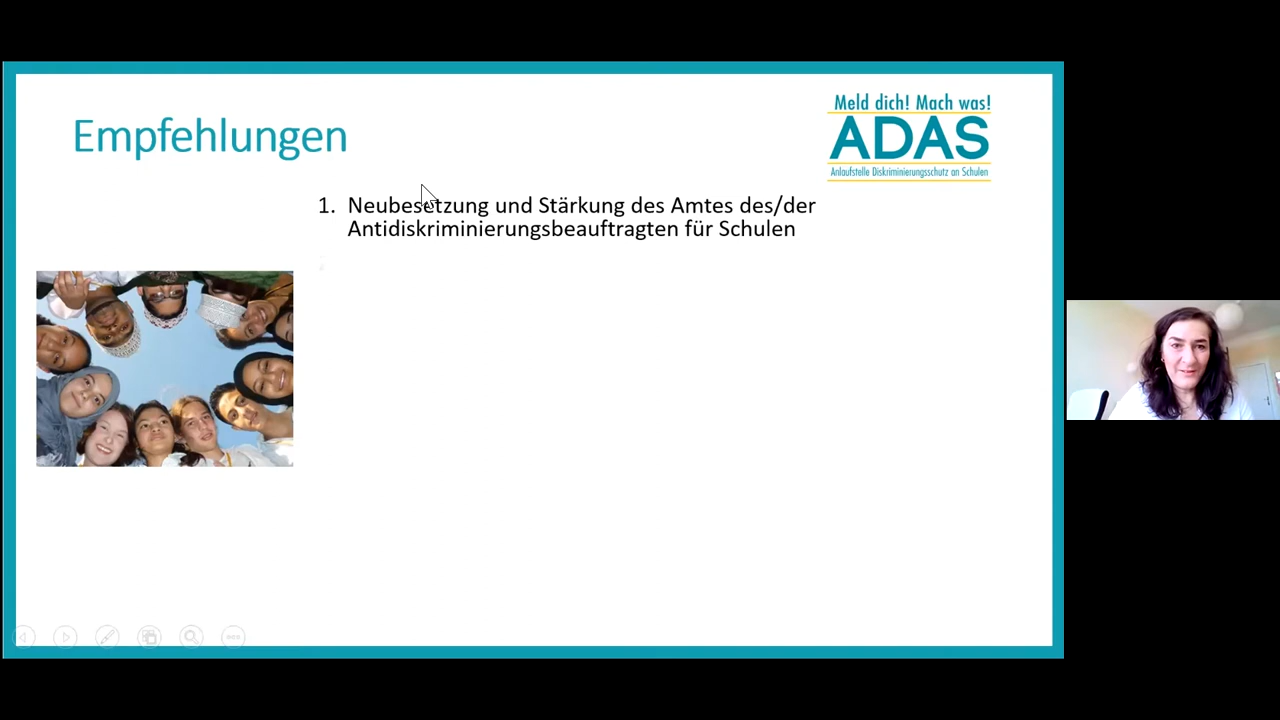 Empfehlungen
Meld dich! Mach was!
ADAS
Anlaufstelle Diskriminierungsschutz an Schulen
1. Neubesetzung und Stärkung des Amtes des/der
Antidiskriminierungsbeauftragten für Schulen